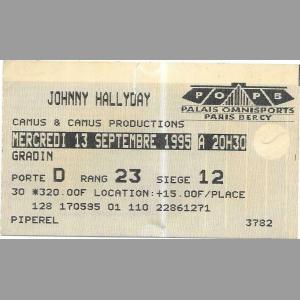 JOHNNY HALLYDAY
POPB
PALAIS OMNISPORTS
PARIS BERCY
CAMUS & CAMUS PRODUCTIONS
MERCREDI 13 SEPTEMBRE 1995 A 20H30
GRADIN
PORTE D RANG 23 SIEGE 12
30 *320.00F LOCATION:+15.00F/PLACE
128 170595 01 110 22861271
PIPEREL 3782